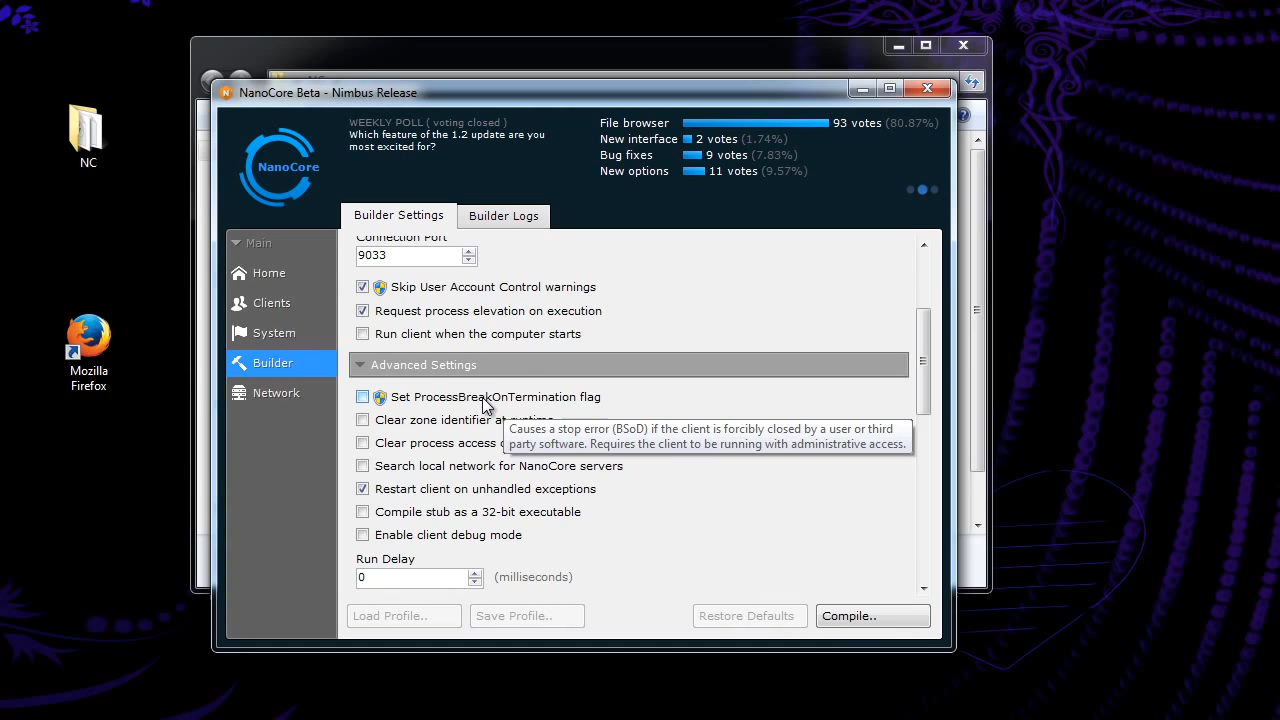 NC
Mozilla
Firefox
NanoCore Beta - Nimbus Release
NanoCore
WEEKLY POLL ( voting closed )
Which feature of the 1.2 update are you
most excited for?
File browser 93 votes (80.87%)
New interface 2 votes (1.74%)
Bug fixes 9 votes (7.83%)
New options 11 votes (9.57%)
Builder Settings
Builder Logs
Main
Home
Clients
System
Builder
Network
Connection Port
9033
Skip User Account Control warnings
Request process elevation on execution
Run client when the computer starts
Advanced Settings
Set ProcessBreakOnTermination flag
Clear zone identifier at runtime
Causes a stop error (BSoD) if the client is forcibly closed by a user or third
party software. Requires the client to be running with administrative access.
Clear process access
Search local network for NanoCore servers
Restart client on unhandled exceptions
Compile stub as a 32-bit executable
Enable client debug mode
Run Delay
0 (milliseconds)
Load Profile..
Save Profile..
Restore Defaults
Compile..